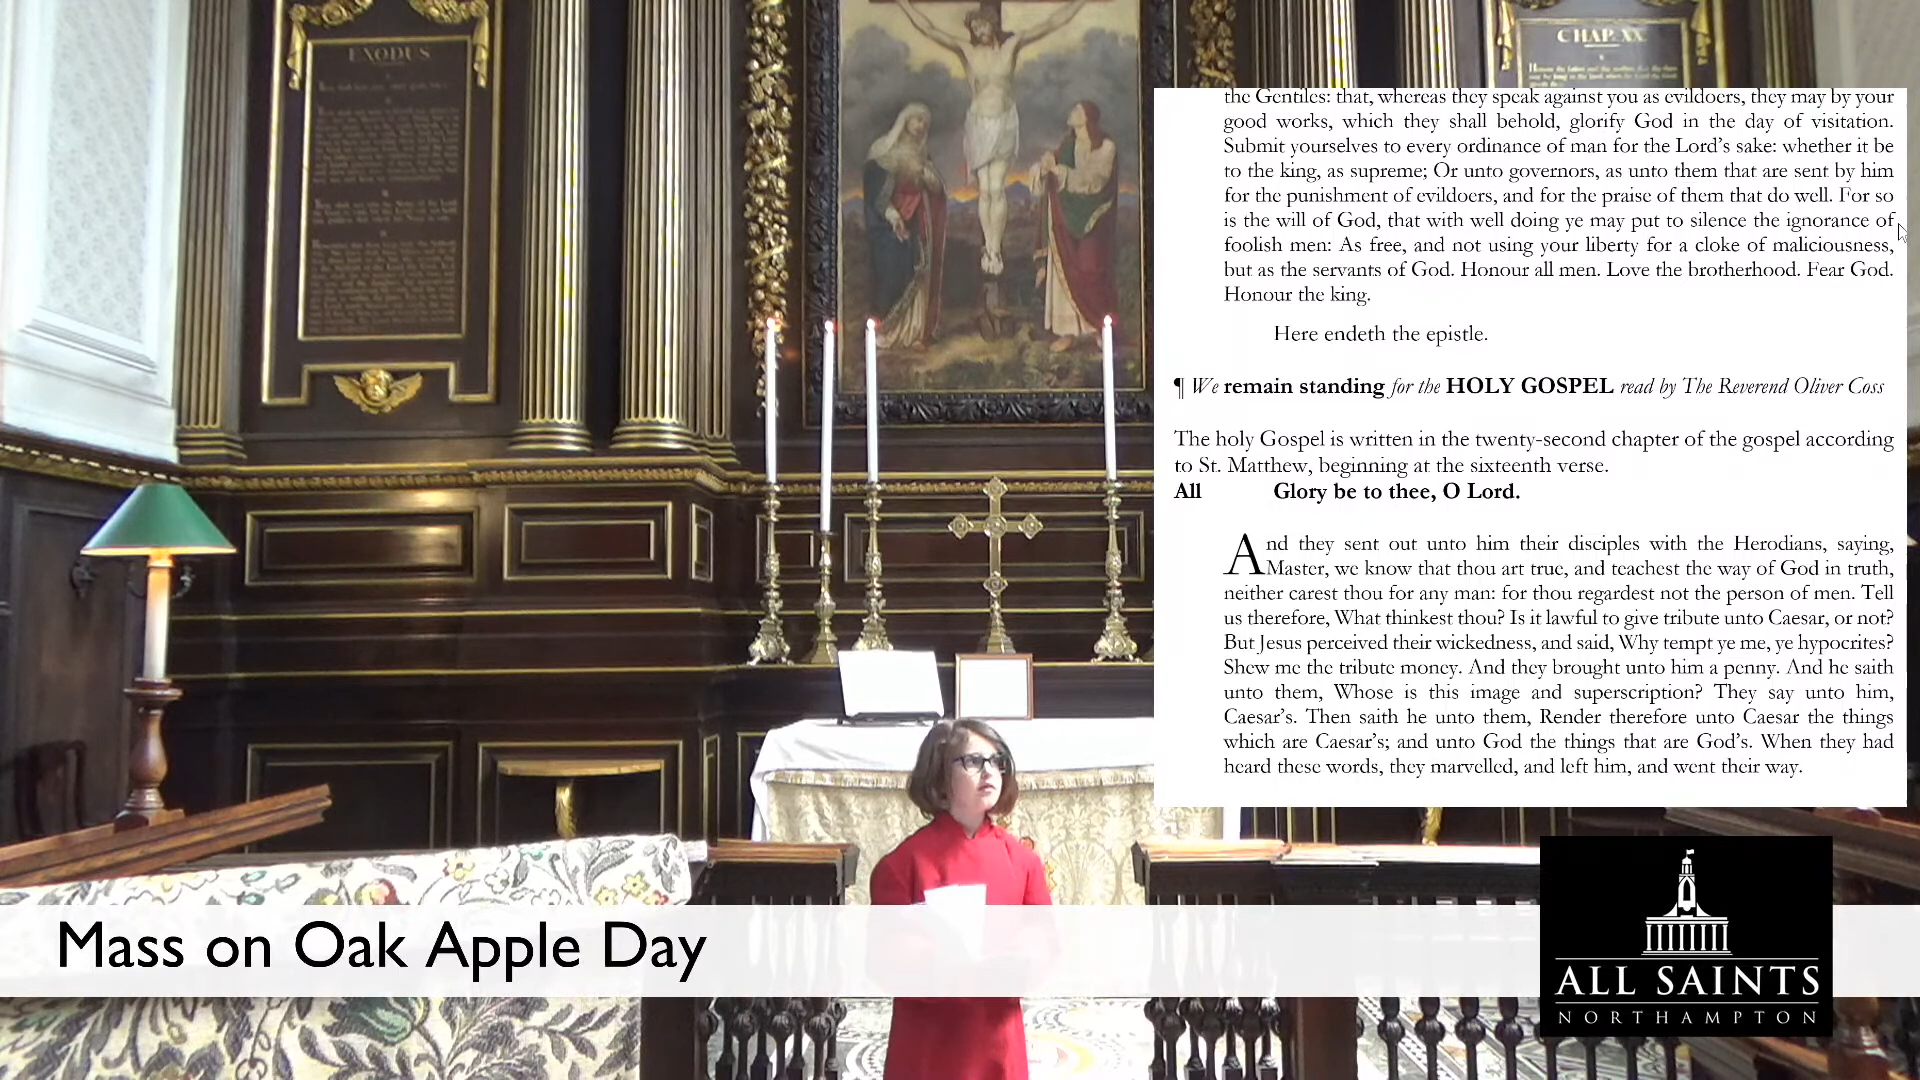 EXODUS
CHAP. XX.
the Gentiles: that, whereas they speak against you as evildoers, they may by your
good works, which they shall behold, glorify God in the day of visitation.
Submit yourselves to every ordinance of man for the Lord's sake: whether it be
to the king, as supreme; Or unto governors, as unto them that are sent by him
for the punishment of evildoers, and for the praise of them that do well. For so
is the will of God, that with well doing ye may put to silence the ignorance of
foolish men: As free, and not using your liberty for a cloke of maliciousness,
but as the servants of God. Honour all men. Love the brotherhood. Fear God.
Honour the king.
Here endeth the epistle.
¶ We remain standing for the HOLY GOSPEL read by The Reverend Oliver Coss
The holy Gospel is written in the twenty-second chapter of the gospel according
to St. Matthew, beginning at the sixteenth verse.
All Glory be to thee, O Lord.
And they sent out unto him their disciples with the Herodians, saying,
Master, we know that thou art true, and teachest the way of God in truth,
neither carest thou for any man: for thou regardest not the person of men. Tell
us therefore, What thinkest thou? Is it lawful to give tribute unto Caesar, or not?
But Jesus perceived their wickedness, and said, Why tempt ye me, ye hypocrites?
Shew me the tribute money. And they brought unto him a penny. And he saith
unto them, Whose is this image and superscription? They say unto him,
Caesar's. Then saith he unto them, Render therefore unto Caesar the things
which are Caesar's; and unto God the things that are God's. When they had
heard these words, they marvelled, and left him, and went their way.
Mass on Oak Apple Day
ALL SAINTS
NORTHAMPTON